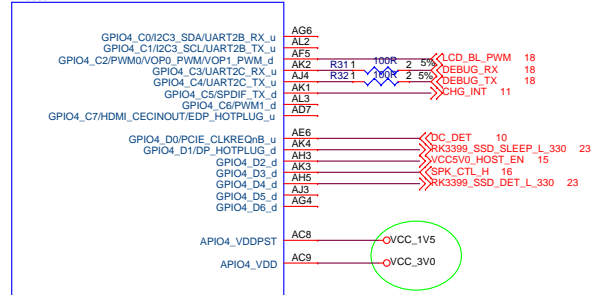 GPIO4_C0/I2C3_SDA/UART2B_RX_u AG6
GPIO4_C1/I2C3_SCL/UART2B_TX_u AL2
GPIO4_C2/PWM0/VOP0_PWM/VOP1_PWM_d AF5 LCD_BL_PWM 18
GPIO4_C3/UART2C_RX_u AK2 R31 1 100R 2 5% DEBUG_RX 18
GPIO4_C4/UART2C_TX_u AJ4 R32 1 100R 2 5% DEBUG_TX 18
GPIO4_C5/SPDIF_TX_d AK1 CHG_INT 11
GPIO4_C6/PWM1_d AL3
GPIO4_C7/HDMI_CECINOUT/EDP_HOTPLUG_u AD7
GPIO4_D0/PCIE_CLKREQnB_u AE6 DC_DET 10
GPIO4_D1/DP_HOTPLUG_d AK4 RK3399_SSD_SLEEP_L_330 23
GPIO4_D2_d AH3 VCC5V0_HOST_EN 15
GPIO4_D3_d AK3 SPK_CTL_H 16
GPIO4_D4_d AH5 RK3399_SSD_DET_L_330 23
GPIO4_D5_d AJ3
GPIO4_D6_d AG4
APIO4_VDDPST AC8 VCC_1V5
APIO4_VDD AC9 VCC_3V0